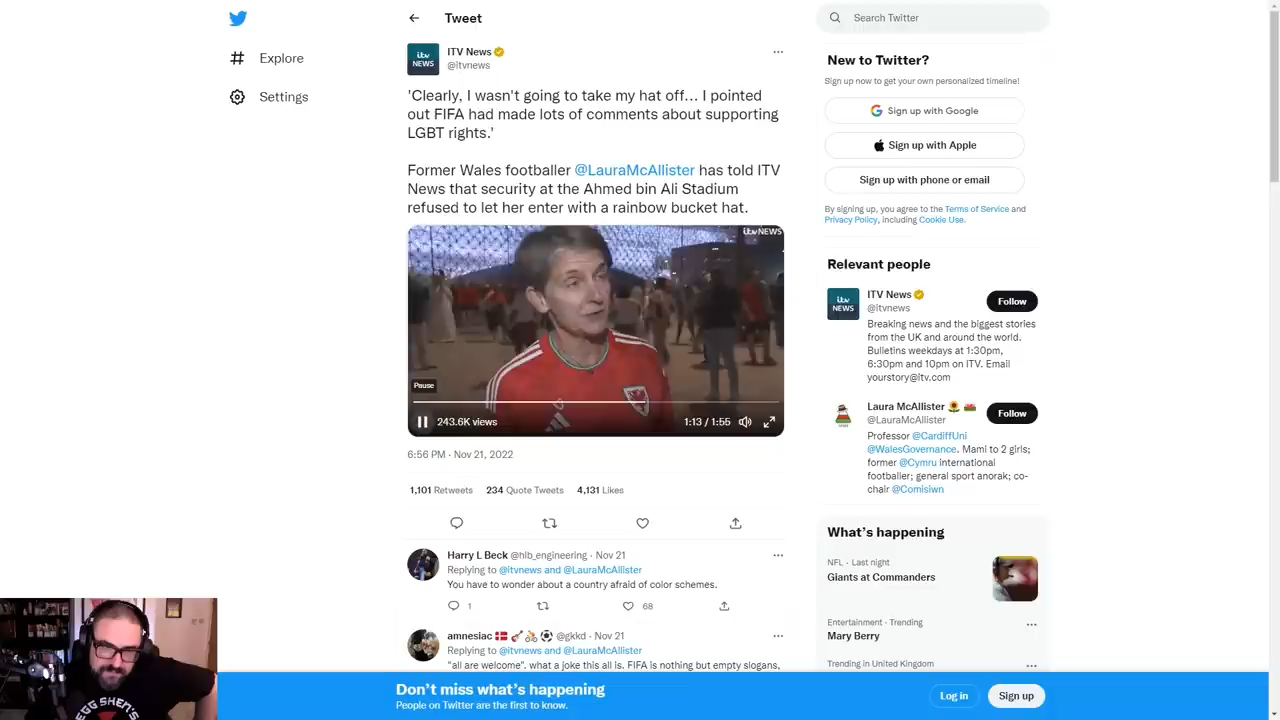 Tweet
Search Twitter
Explore
Settings
itv NEWS
ITV News
@itvnews
'Clearly, I wasn't going to take my hat off... I pointed
out FIFA had made lots of comments about supporting
LGBT rights.'
Former Wales footballer @LauraMcAllister has told ITV
News that security at the Ahmed bin Ali Stadium
refused to let her enter with a rainbow bucket hat.
itv NEWS
Pause
243.6K views
1:13 / 1:55
6:56 PM · Nov 21, 2022
1,101 Retweets 234 Quote Tweets 4,131 Likes
Harry L Beck @hlb_engineering · Nov 21
Replying to @itvnews and @LauraMcAllister
You have to wonder about a country afraid of color schemes.
1
68
amnesiac @gkkd · Nov 21
Replying to @itvnews and @LauraMcAllister
"all are welcome". what a joke this all is. FIFA is nothing but empty slogans,
New to Twitter?
Sign up now to get your own personalized timeline!
Sign up with Google
Sign up with Apple
Sign up with phone or email
By signing up, you agree to the Terms of Service and
Privacy Policy, including Cookie Use.
Relevant people
itv NEWS
ITV News
@itvnews
Follow
Breaking news and the biggest stories
from the UK and around the world.
Bulletins weekdays at 1:30pm,
6:30pm and 10pm on ITV. Email
yourstory@itv.com
Laura McAllister
@LauraMcAllister
Follow
Professor @CardiffUni
@WalesGovernance. Mami to 2 girls;
former @Cymru international
footballer; general sport anorak; co-
chair @Comisiwn
What's happening
NFL · Last night
Giants at Commanders
Entertainment · Trending
Mary Berry
Trending in United Kingdom
EGG SHEN'S
Don't miss what's happening
People on Twitter are the first to know.
Log in
Sign up